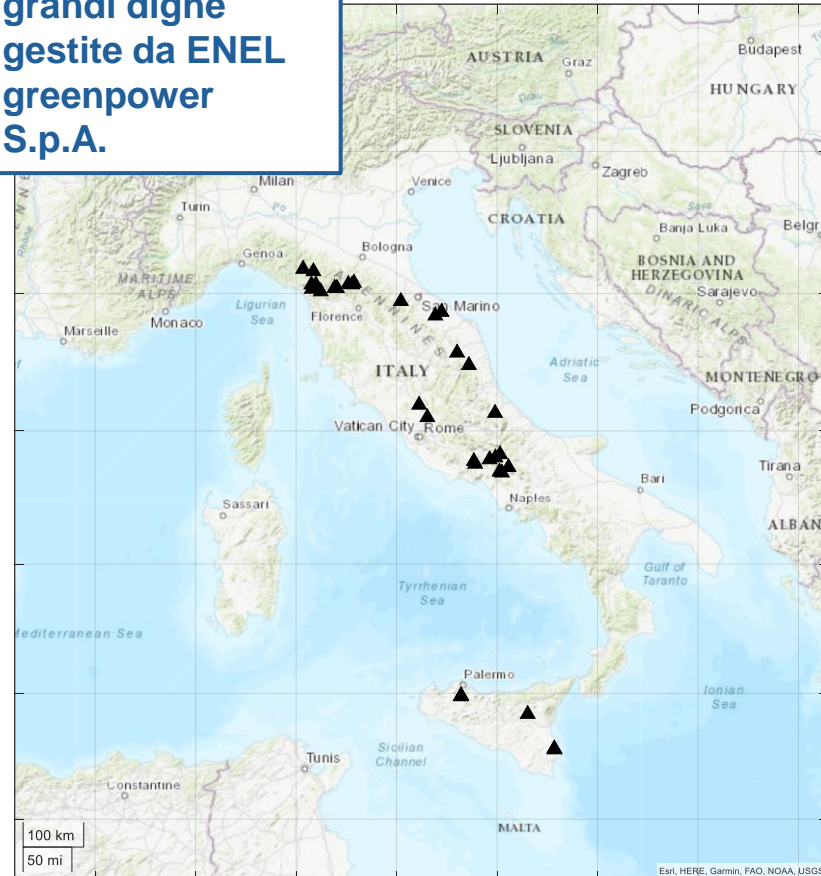 grandi dighe
gestite da ENEL
greenpower
S.p.A.
AUSTRIA
Graz
Mur
Budapest
HUNGARY
Drau
SLOVENIA
Ljubljana
Zagreb
Milan
Venice
Turin
Po
CROATIA
Sava
Banja Luka
Belgr
Rhône
Genoa
Bologna
BOSNIA AND
HERZEGOVINA
Sarajevo
MARITIME
ALPS
APENNINES
DINARIC ALPS
Ligurian
Sea
Florence
San Marino
Monaco
Marseille
ITALY
Adriatic
Sea
MONTENEGRO
Podgorica
Vatican City
Rome
Tirana
Bari
Naples
Sassari
ALBAN
Gulf of
Taranto
Tyrrhenian
Sea
Mediterranean Sea
Palermo
Ionian
Sea
Sicilian
Channel
Tunis
Constantine
MALTA
100 km
50 mi
Esri, HERE, Garmin, FAO, NOAA, USGS